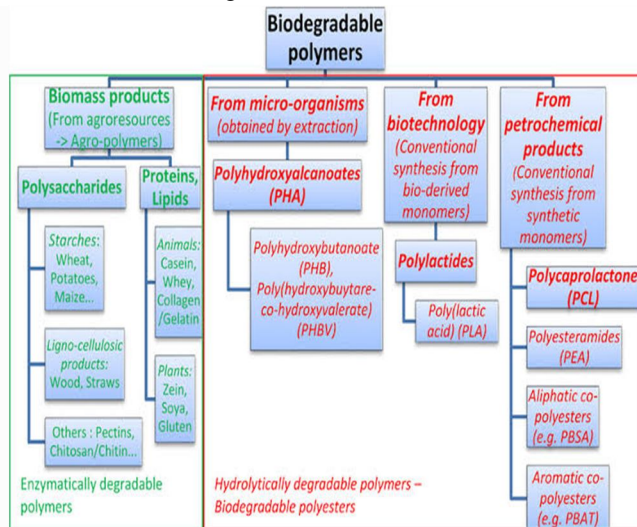 Biodegradable
polymers
Biomass products
(From agroresources
-> Agro-polymers)
Polysaccharides
Proteins,
Lipids
Starches:
Wheat,
Potatoes,
Maize...
Ligno-cellulosic
products:
Wood, Straws
Others : Pectins,
Chitosan/Chitin...
Animals:
Casein,
Whey,
Collagen
/Gelatin
Plants:
Zein,
Soya,
Gluten
Enzymatically degradable
polymers
From micro-organisms
(obtained by extraction)
Polyhydroxyalcanoates
(PHA)
Polyhydroxybutanoate
(PHB),
Poly(hydroxbuytare-
co-hydroxyvalerate)
(PHBV)
From
biotechnology
(Conventional
synthesis from
bio-derived
monomers)
Polylactides
Poly(lactic
acid) (PLA)
From
petrochemical
products
(Conventional
synthesis from
synthetic
monomers)
Polycaprolactone
(PCL)
Polyesteramides
(PEA)
Aliphatic co-
polyesters
(e.g. PBSA)
Aromatic co-
polyesters
(e.g. PBAT)
Hydrolytically degradable polymers –
Biodegradable polyesters